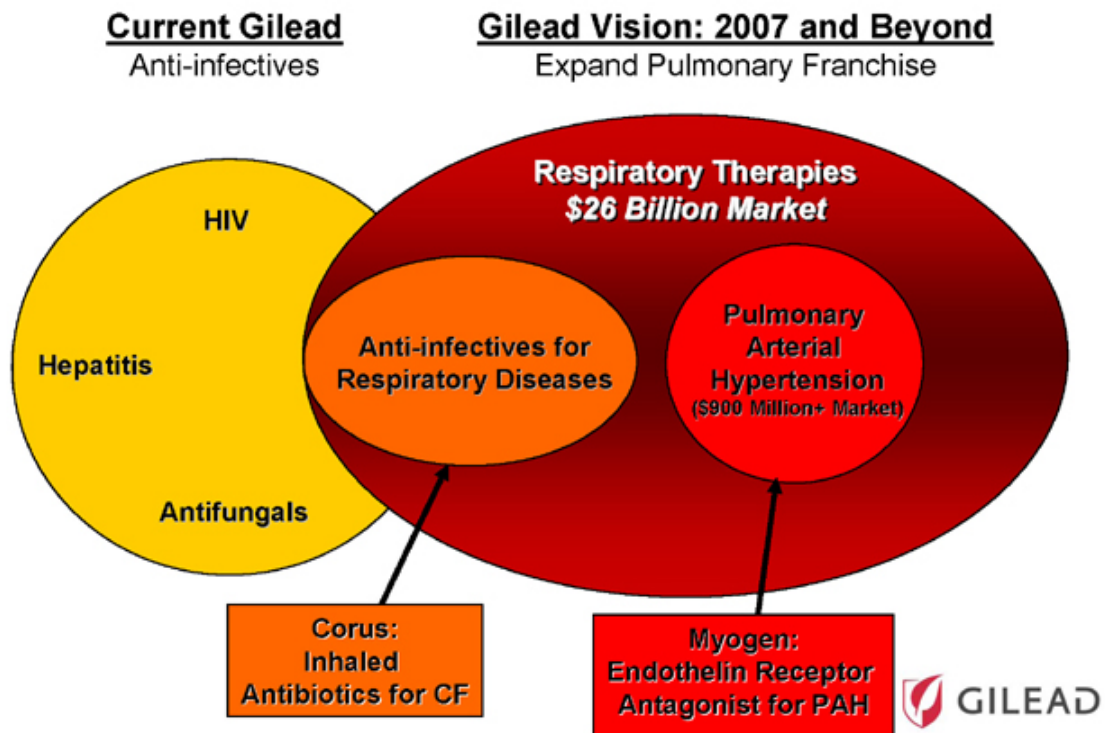 Current Gilead
Anti-infectives
Gilead Vision: 2007 and Beyond
Expand Pulmonary Franchise
Respiratory Therapies
$26 Billion Market
HIV
Hepatitis
Antifungals
Anti-infectives for
Respiratory Diseases
Pulmonary
Arterial
Hypertension
($900 Million+ Market)
Corus:
Inhaled
Antibiotics for CF
Myogen:
Endothelin Receptor
Antagonist for PAH
GILEAD